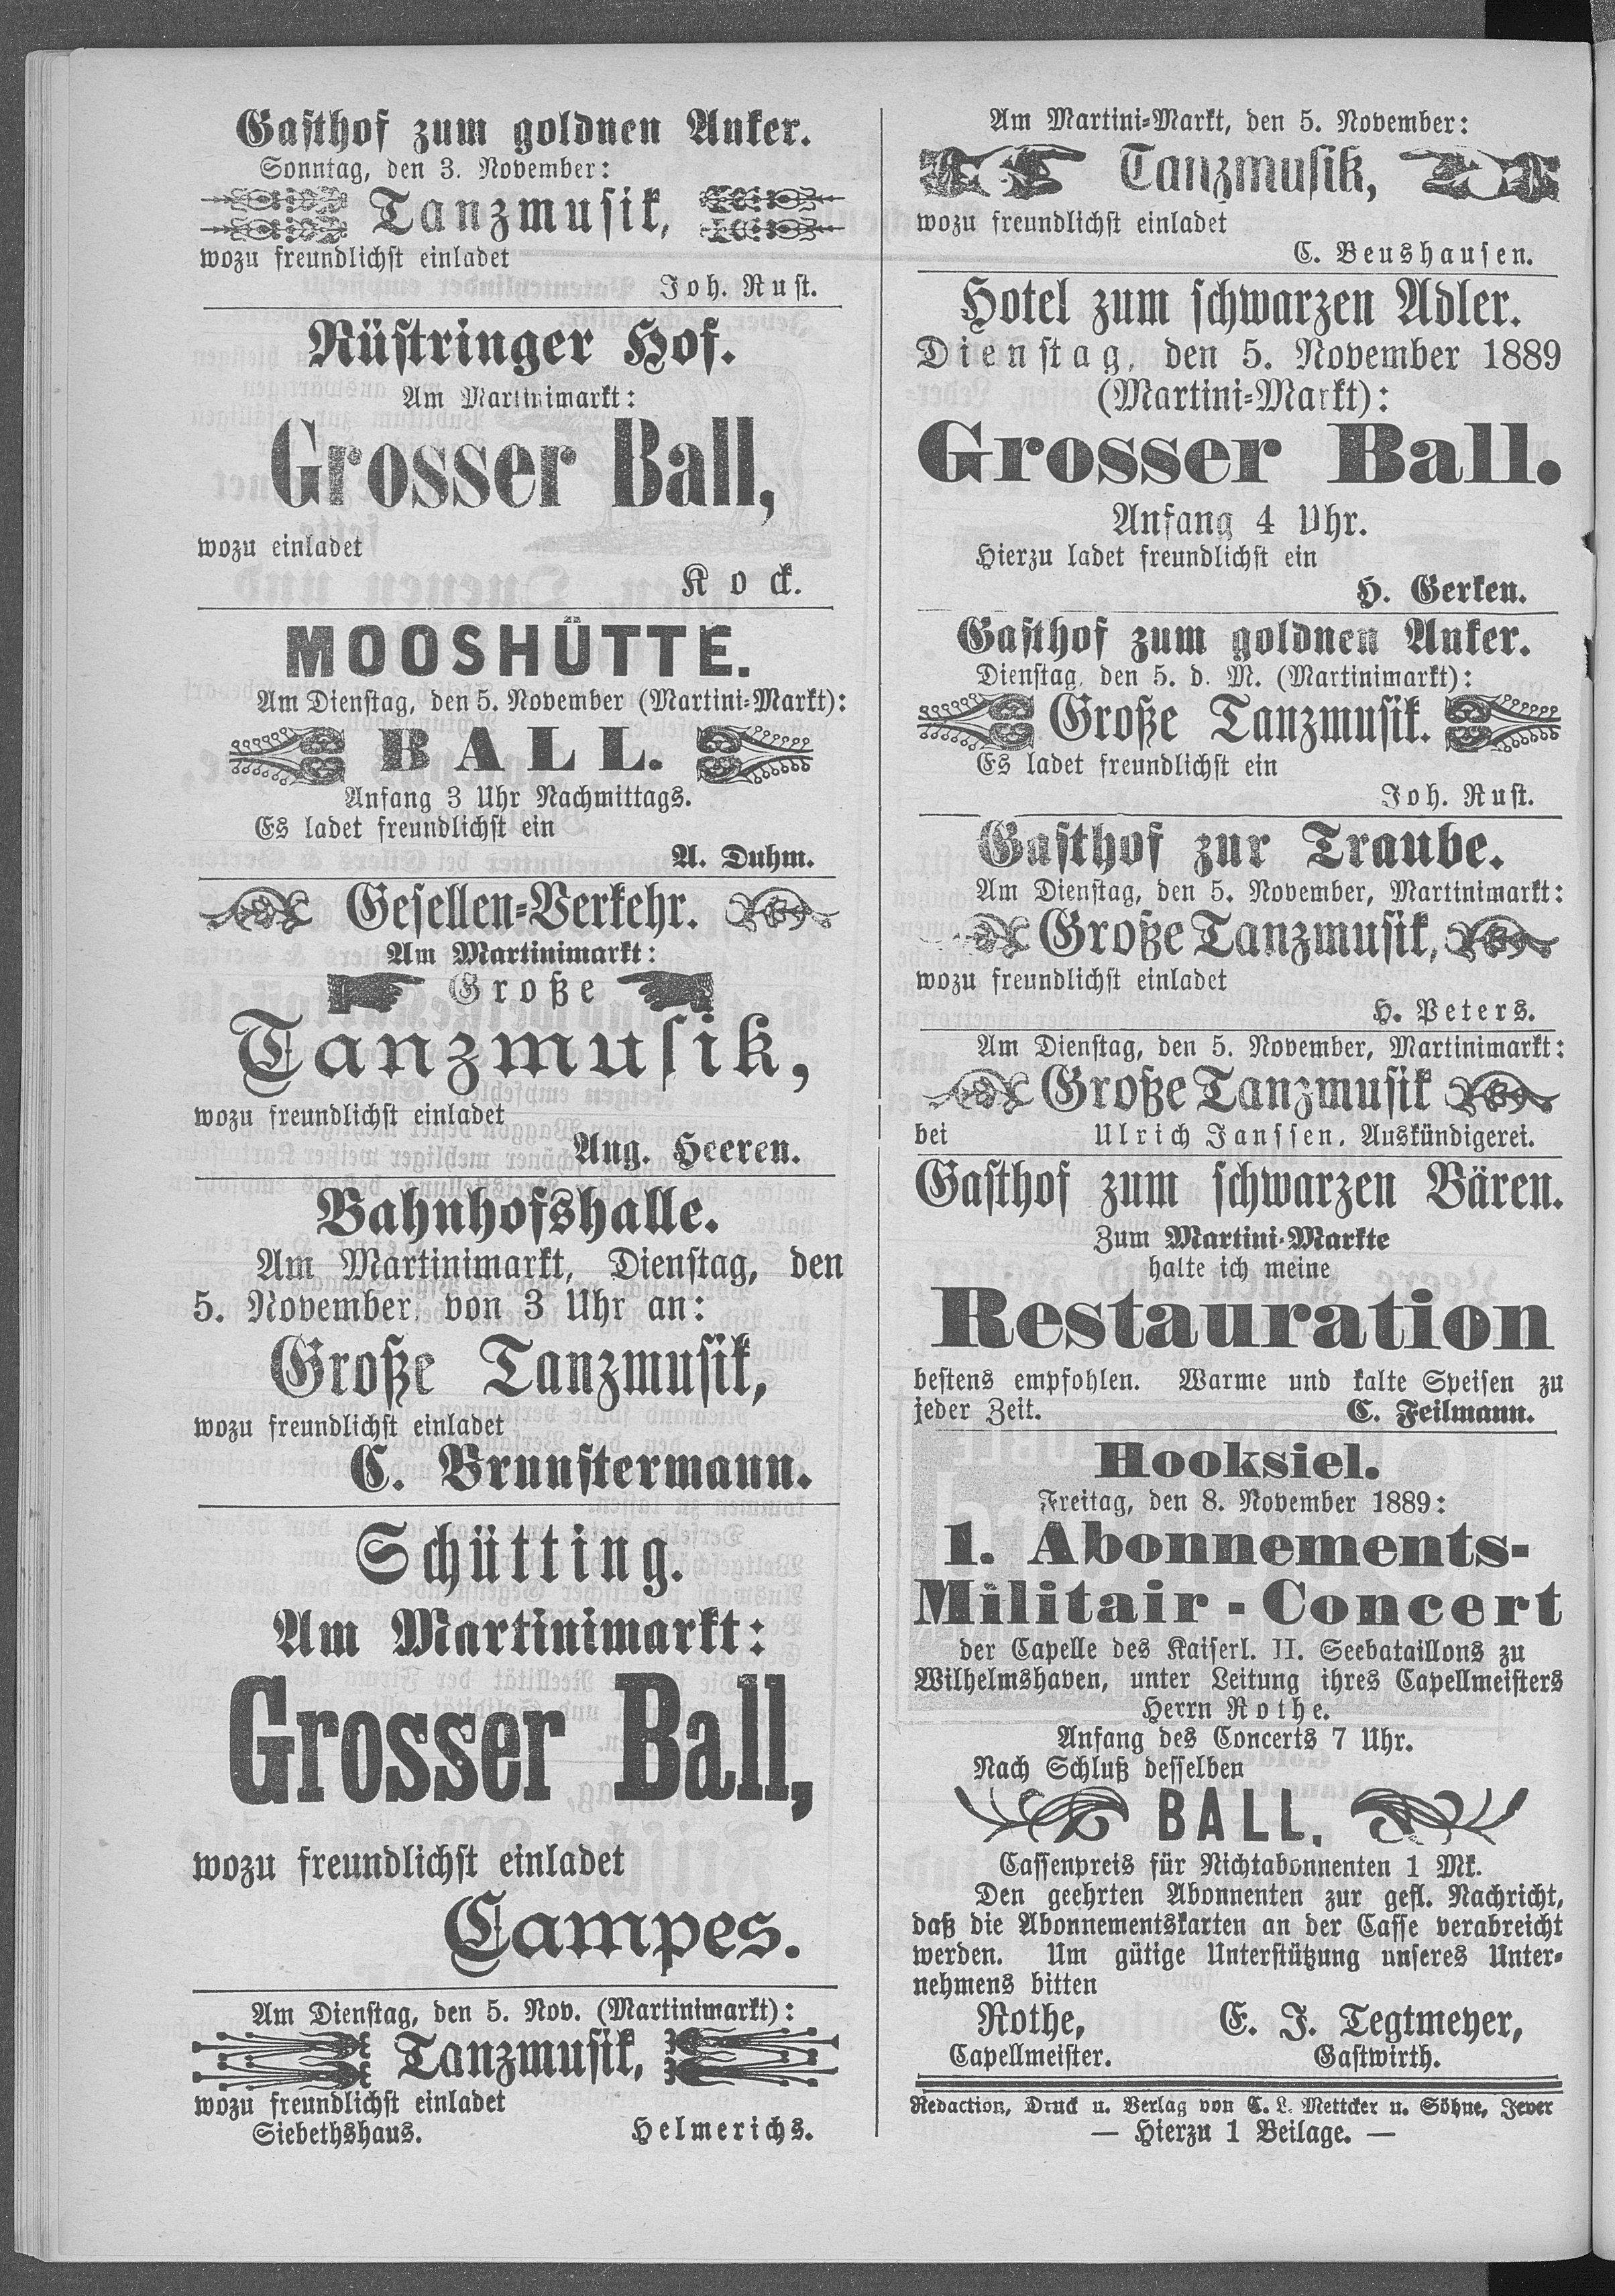 Gasthof zum goldnen Anker.
Sonntag, den 3. November:
Tanzmusik,
wozu freundlichst einladet
Joh. Rust.
Rüstringer Hof.
Am Martinimarkt:
Grosser Ball,
wozu einladet
Kock.
MOOSHÜTTE.
Am Dienstag, den 5. November (Martini-Markt):
BALL.
Anfang 3 Uhr Nachmittags.
Es ladet freundlichst ein
A. Duhm.
Gesellen-Verkehr.
Am Martinimarkt:
Große
Tanzmusik,
wozu freundlichst einladet
Aug. Heeren.
Bahnhofshalle.
Am Martinimarkt, Dienstag, den
5. November, von 3 Uhr an:
Große Tanzmusik,
wozu freundlichst einladet
C. Brunstermann.
Schütting.
Am Martinimarkt:
Grosser Ball,
wozu freundlichst einladet
Campes.
Am Dienstag, den 5. Nov. (Martinimarkt):
Tanzmusik,
wozu freundlichst einladet
Siebethshaus. Helmerichs.
Am Martini-Markt, den 5. November:
Tanzmusik,
wozu freundlichst einladet
C. Beushausen.
Hotel zum schwarzen Adler.
Dienstag, den 5. November 1889
(Martini-Markt):
Grosser Ball.
Anfang 4 Uhr.
Hierzu ladet freundlichst ein
H. Gerken.
Gasthof zum goldnen Anker.
Dienstag, den 5. d. M. (Martinimarkt):
Große Tanzmusik.
Es ladet freundlichst ein
Joh. Rust.
Gasthof zur Traube.
Am Dienstag, den 5. November, Martinimarkt:
Große Tanzmusik,
wozu freundlichst einladet
H. Peters.
Am Dienstag, den 5. November, Martinimarkt:
Große Tanzmusik
bei Ulrich Janssen, Auskündigerei.
Gasthof zum schwarzen Bären.
Zum Martini-Markte
halte ich meine
Restauration
bestens empfohlen. Warme und kalte Speisen zu
jeder Zeit. C. Feilmann.
Hooksiel.
Freitag, den 8. November 1889:
1. Abonnements-
Militair-Concert
der Capelle des Kaiserl. II. Seebataillons zu
Wilhelmshaven, unter Leitung ihres Capellmeisters
Herrn Rothe.
Anfang des Concerts 7 Uhr.
Nach Schluß desselben
BALL.
Cassenpreis für Nichtabonnenten 1 Mk.
Den geehrten Abonnenten zur gefl. Nachricht,
daß die Abonnementskarten an der Casse verabreicht
werden. Um gütige Unterstützung unseres Unter-
nehmens bitten
Rothe, E. J. Tegtmeyer,
Capellmeister. Gastwirth.
Redaction, Druck u. Verlag von C. L. Mettcker u. Söhne, Jever
— Hierzu 1 Beilage. —